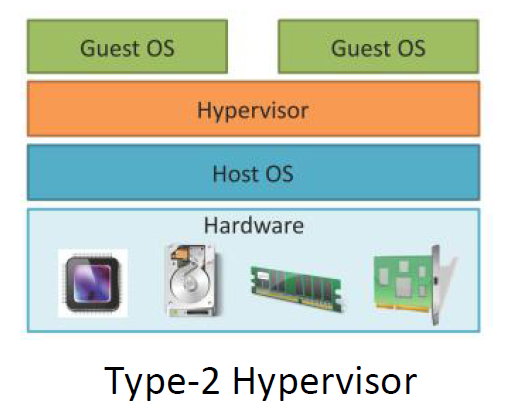 Guest OS
Guest OS
Hypervisor
Host OS
Hardware
Type-2 Hypervisor